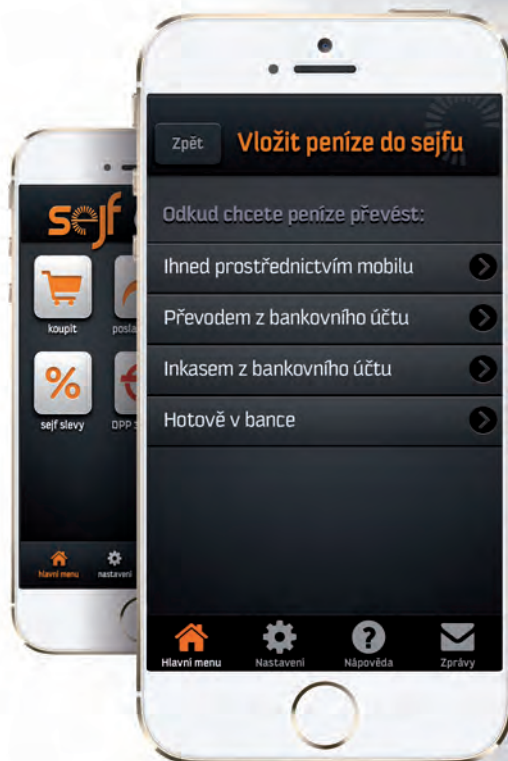 sejf
koupit
sejf slevy
hlavní menu
nastavení
Zpět
Vložit peníze do sejfu
Odkud chcete peníze převést:
Ihned prostřednictvím mobilu
Převodem z bankovního účtu
Inkasem z bankovního účtu
Hotově v bance
Hlavní menu
Nastavení
Nápověda
Zprávy